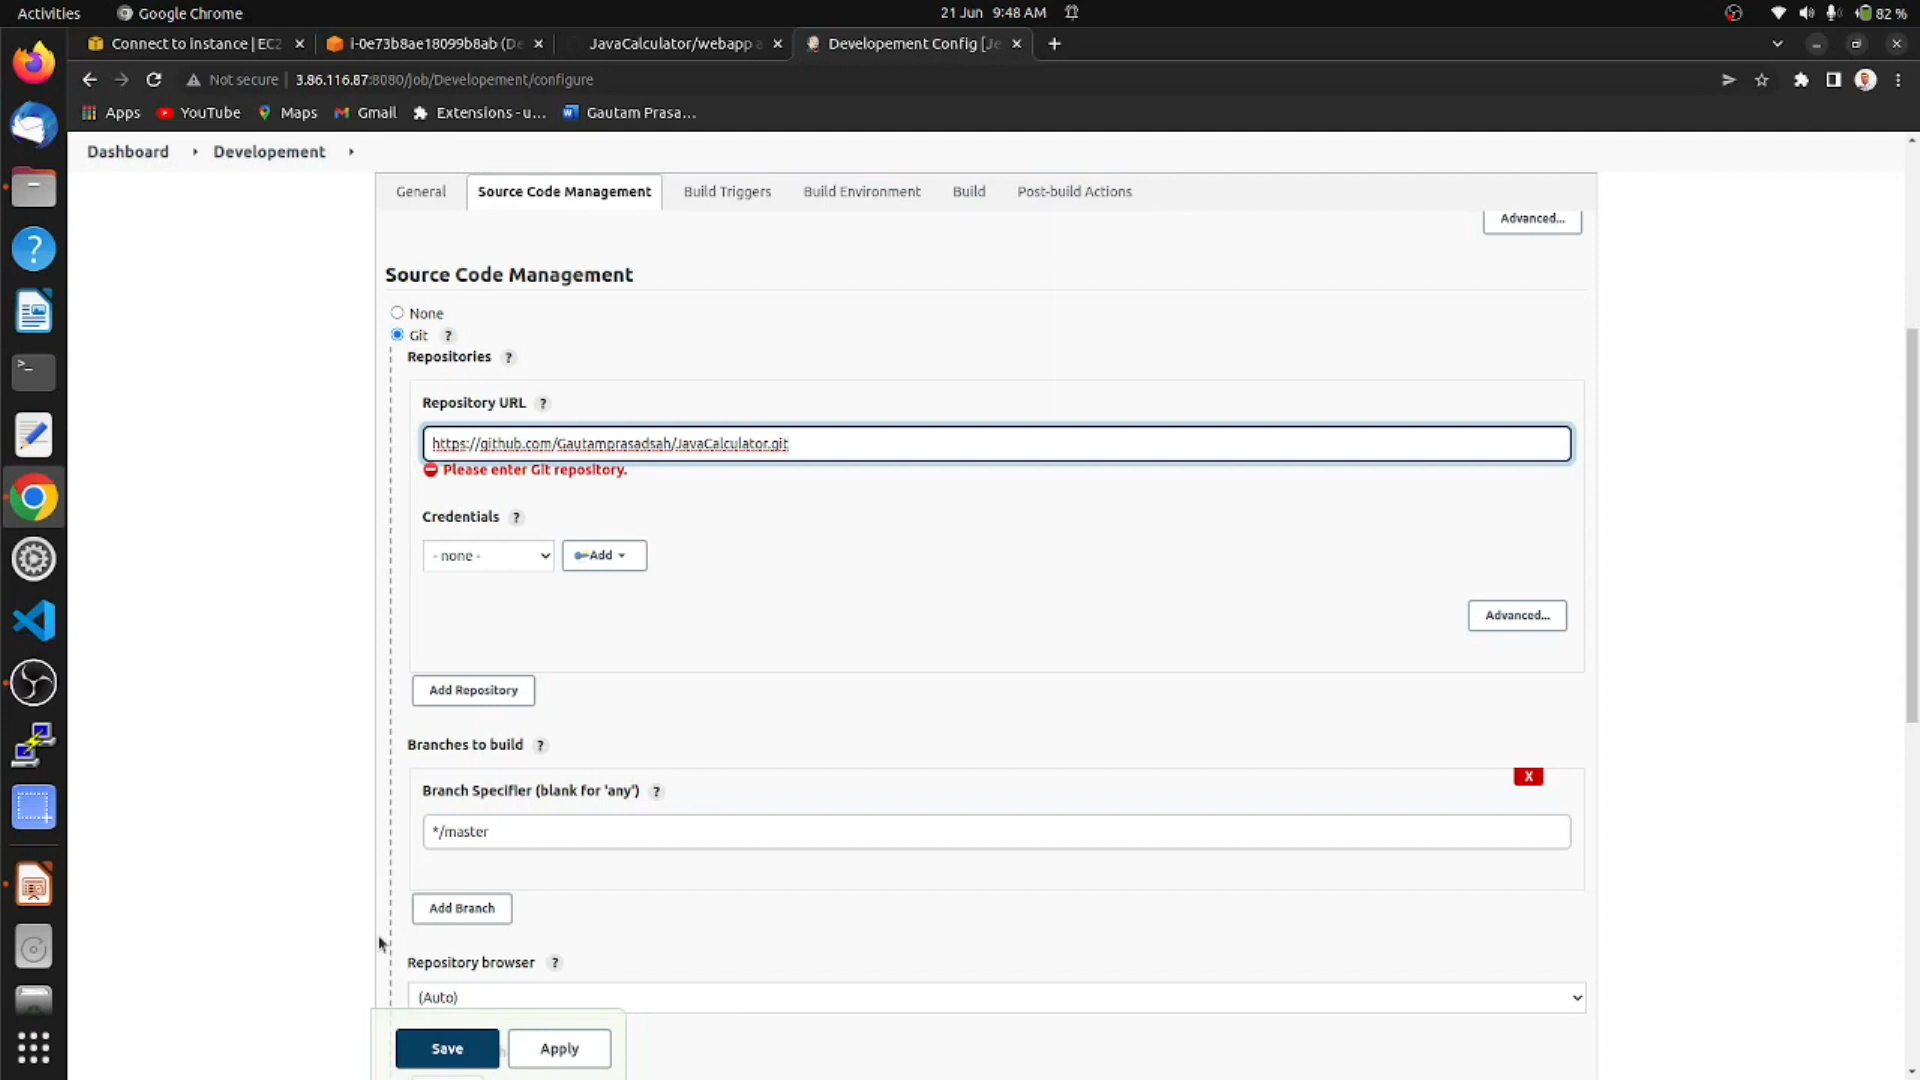 Activities Google Chrome 21 Jun 9:48 AM 82 %
Connect to instance | EC2 i-0e73b8ae18099b8ab (De JavaCalculator/webapp a Developement Config [Je
Not secure 3.86.116.87:8080/job/Developement/configure
Apps YouTube Maps Gmail Extensions - u... Gautam Prasa...
Dashboard Developement
General Source Code Management Build Triggers Build Environment Build Post-build Actions
Advanced...
Source Code Management
None
Git ?
Repositories ?
Repository URL ?
https://github.com/Gautamprasadsah/JavaCalculator.git
Please enter Git repository.
Credentials ?
- none - Add
Advanced...
Add Repository
Branches to build ?
X
Branch Specifier (blank for 'any') ?
*/master
Add Branch
Repository browser ?
(Auto)
Save Apply